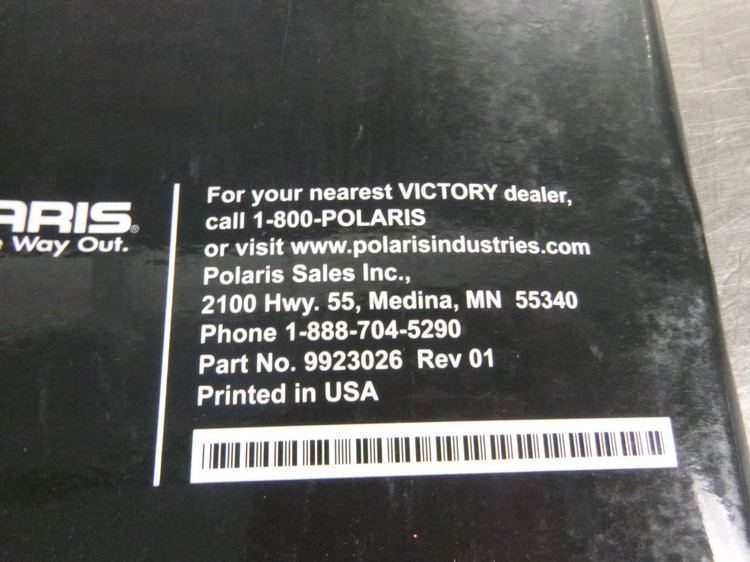 ARIS®
Way Out.
For your nearest VICTORY dealer,
call 1-800-POLARIS
or visit www.polarisindustries.com
Polaris Sales Inc.,
2100 Hwy. 55, Medina, MN 55340
Phone 1-888-704-5290
Part No. 9923026 Rev 01
Printed in USA